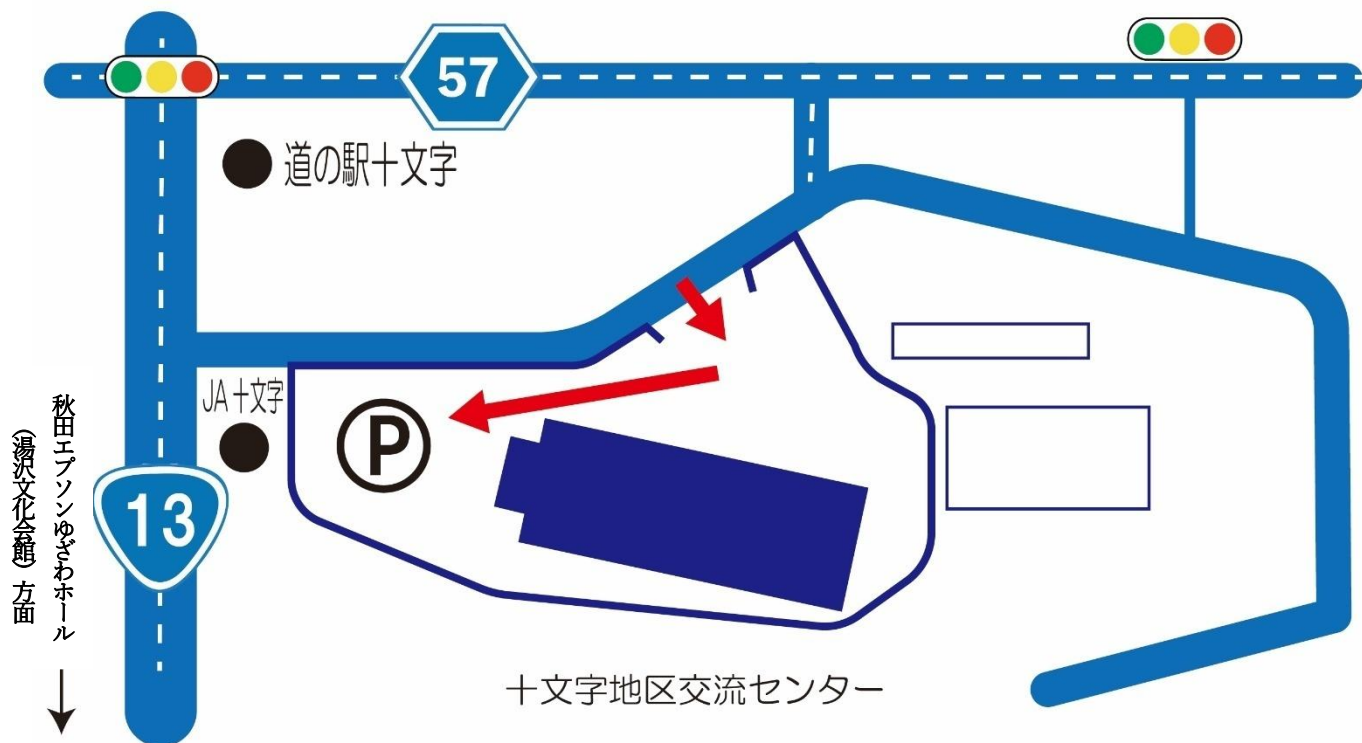 57
道の駅十文字
JA十文字
P
13
秋田エプソンゆざわホール
（湯沢文化会館）方面
十文字地区交流センター